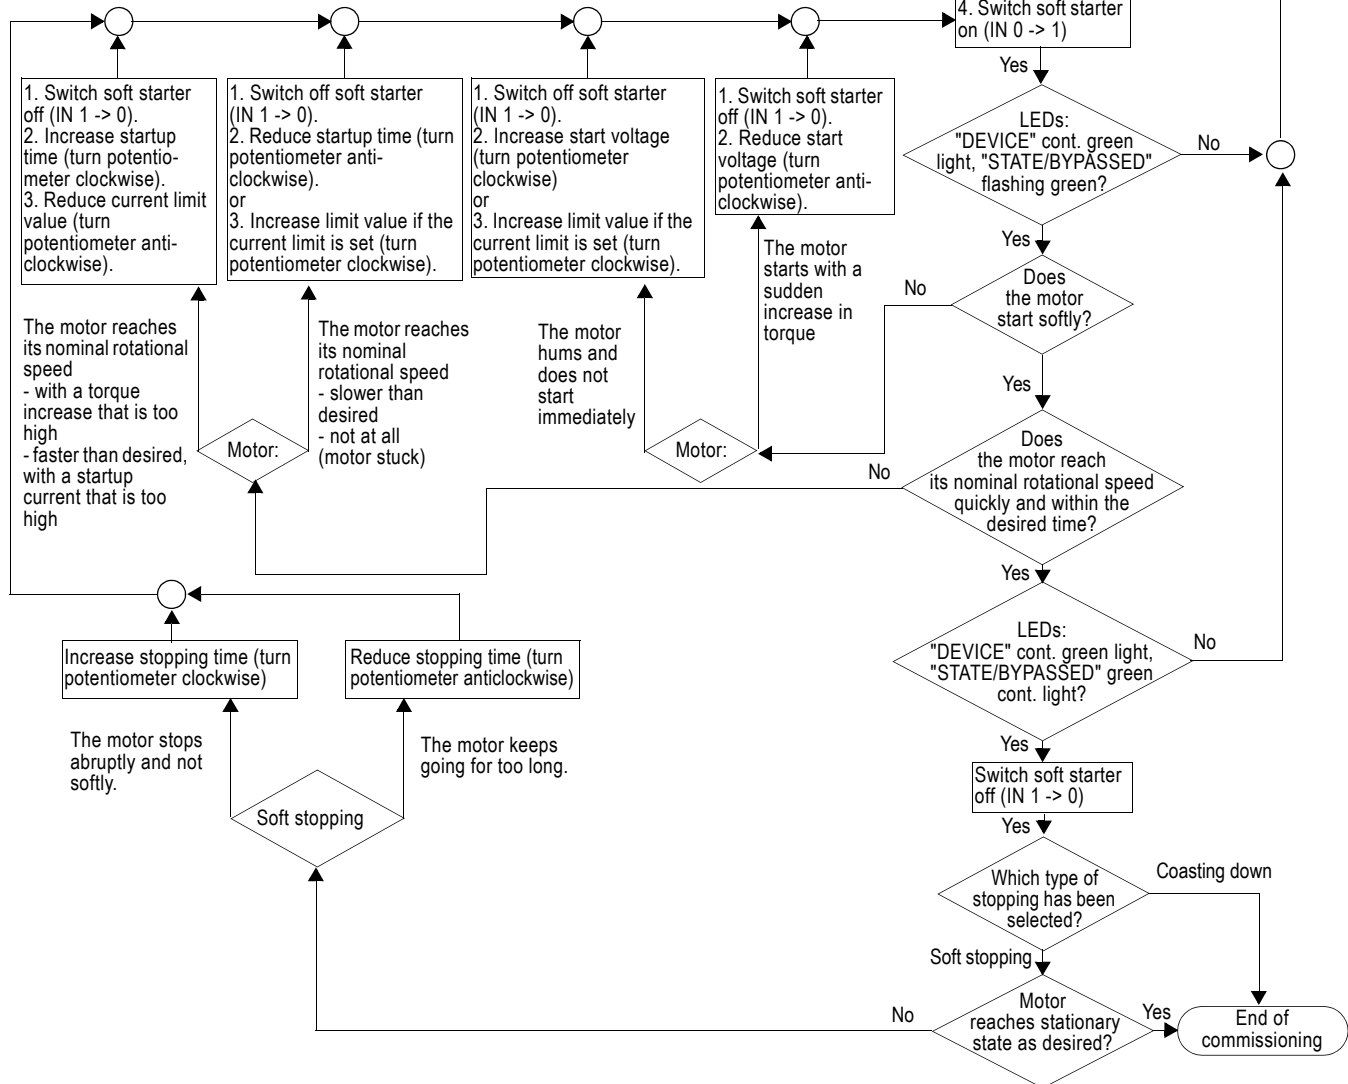 4. Switch soft starter
on (IN 0 -> 1)
Yes
1. Switch soft starter
off (IN 1 -> 0).
2. Increase startup
time (turn potentio-
meter clockwise).
3. Reduce current limit
value (turn
potentiometer anti-
clockwise).
1. Switch off soft starter
(IN 1 -> 0).
2. Reduce startup time (turn
potentiometer anti-
clockwise).
or
3. Increase limit value if the
current limit is set (turn
potentiometer clockwise).
1. Switch off soft starter
(IN 1 -> 0).
2. Increase start voltage
(turn potentiometer
clockwise)
or
3. Increase limit value if the
current limit is set (turn
potentiometer clockwise).
1. Switch soft starter
off (IN 1 -> 0).
2. Reduce start
voltage (turn
potentiometer anti-
clockwise).
LEDs:
"DEVICE" cont. green
light, "STATE/BYPASSED"
flashing green?
No
Yes
The motor
starts with a
sudden
increase in
torque
Does
the motor
start softly?
No
Yes
The motor reaches
its nominal rotational
speed
- with a torque
increase that is too
high
- faster than desired,
with a startup
current that is too
high
The motor reaches
its nominal
rotational speed
- slower than
desired
- not at all
(motor stuck)
Motor:
The motor
hums and
does not
start
immediately
Motor:
Does
the motor reach
its nominal rotational speed
quickly and within the
desired time?
No
Yes
LEDs:
"DEVICE" cont. green light,
"STATE/BYPASSED" green
cont. light?
No
Yes
Increase stopping time (turn
potentiometer clockwise)
Reduce stopping time (turn
potentiometer anticlockwise)
The motor stops
abruptly and not
softly.
The motor keeps
going for too long.
Soft stopping
Switch soft starter
off (IN 1 -> 0)
Yes
Which type of
stopping has been
selected?
Coasting down
Soft stopping
Motor
reaches stationary
state as desired?
No
Yes
End of
commissioning